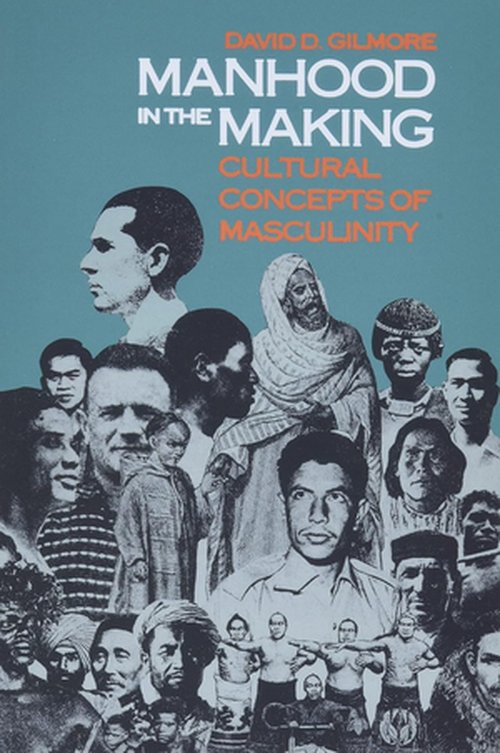 DAVID D. GILMORE
MANHOOD
IN THE MAKING
CULTURAL
CONCEPTS OF
MASCULINITY